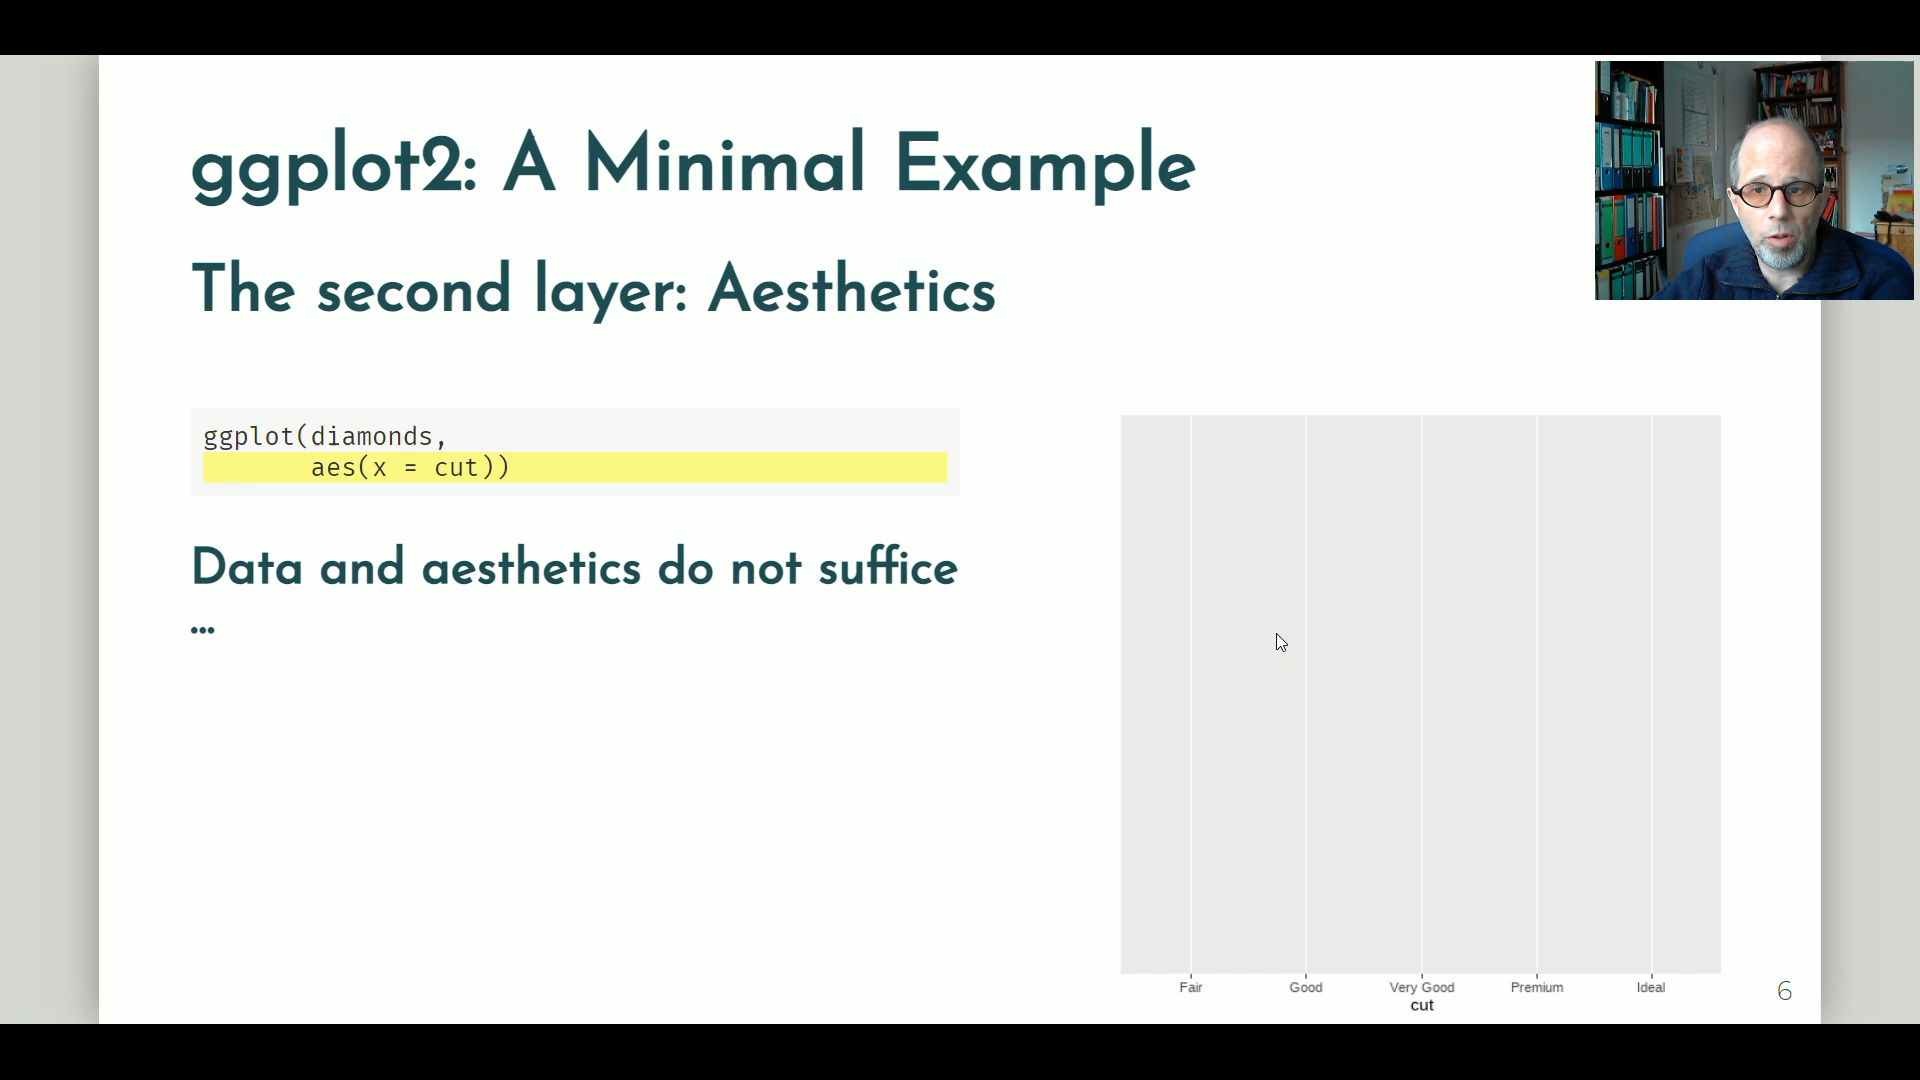 ggplot2: A Minimal Example
The second layer: Aesthetics
ggplot(diamonds,
       aes(x = cut))
Data and aesthetics do not suffice
...
Fair Good Very Good Premium Ideal
cut
6